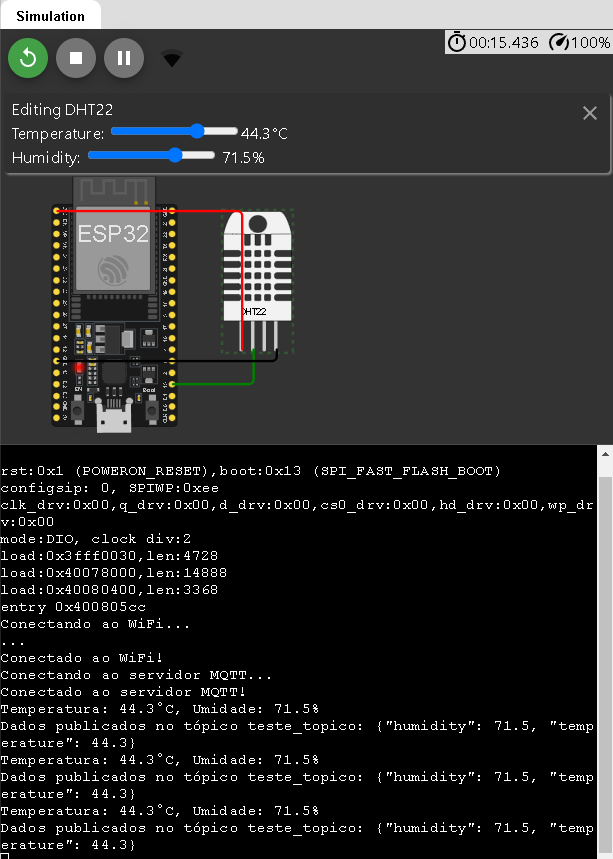 Simulation
00:15.436 100%
Editing DHT22
Temperature: 44.3°C
Humidity: 71.5%
ESP32
DHT22
EN
Boot
rst:0x1 (POWERON_RESET),boot:0x13 (SPI_FAST_FLASH_BOOT)
configsip: 0, SPIWP:0xee
clk_drv:0x00,q_drv:0x00,d_drv:0x00,cs0_drv:0x00,hd_drv:0x00,wp_dr
v:0x00
mode:DIO, clock div:2
load:0x3fff0030,len:4728
load:0x40078000,len:14888
load:0x40080400,len:3368
entry 0x400805cc
Conectando ao WiFi...
...
Conectado ao WiFi!
Conectando ao servidor MQTT...
Conectado ao servidor MQTT!
Temperatura: 44.3°C, Umidade: 71.5%
Dados publicados no tópico teste_topico: {"humidity": 71.5, "temp
erature": 44.3}
Temperatura: 44.3°C, Umidade: 71.5%
Dados publicados no tópico teste_topico: {"humidity": 71.5, "temp
erature": 44.3}
Temperatura: 44.3°C, Umidade: 71.5%
Dados publicados no tópico teste_topico: {"humidity": 71.5, "temp
erature": 44.3}